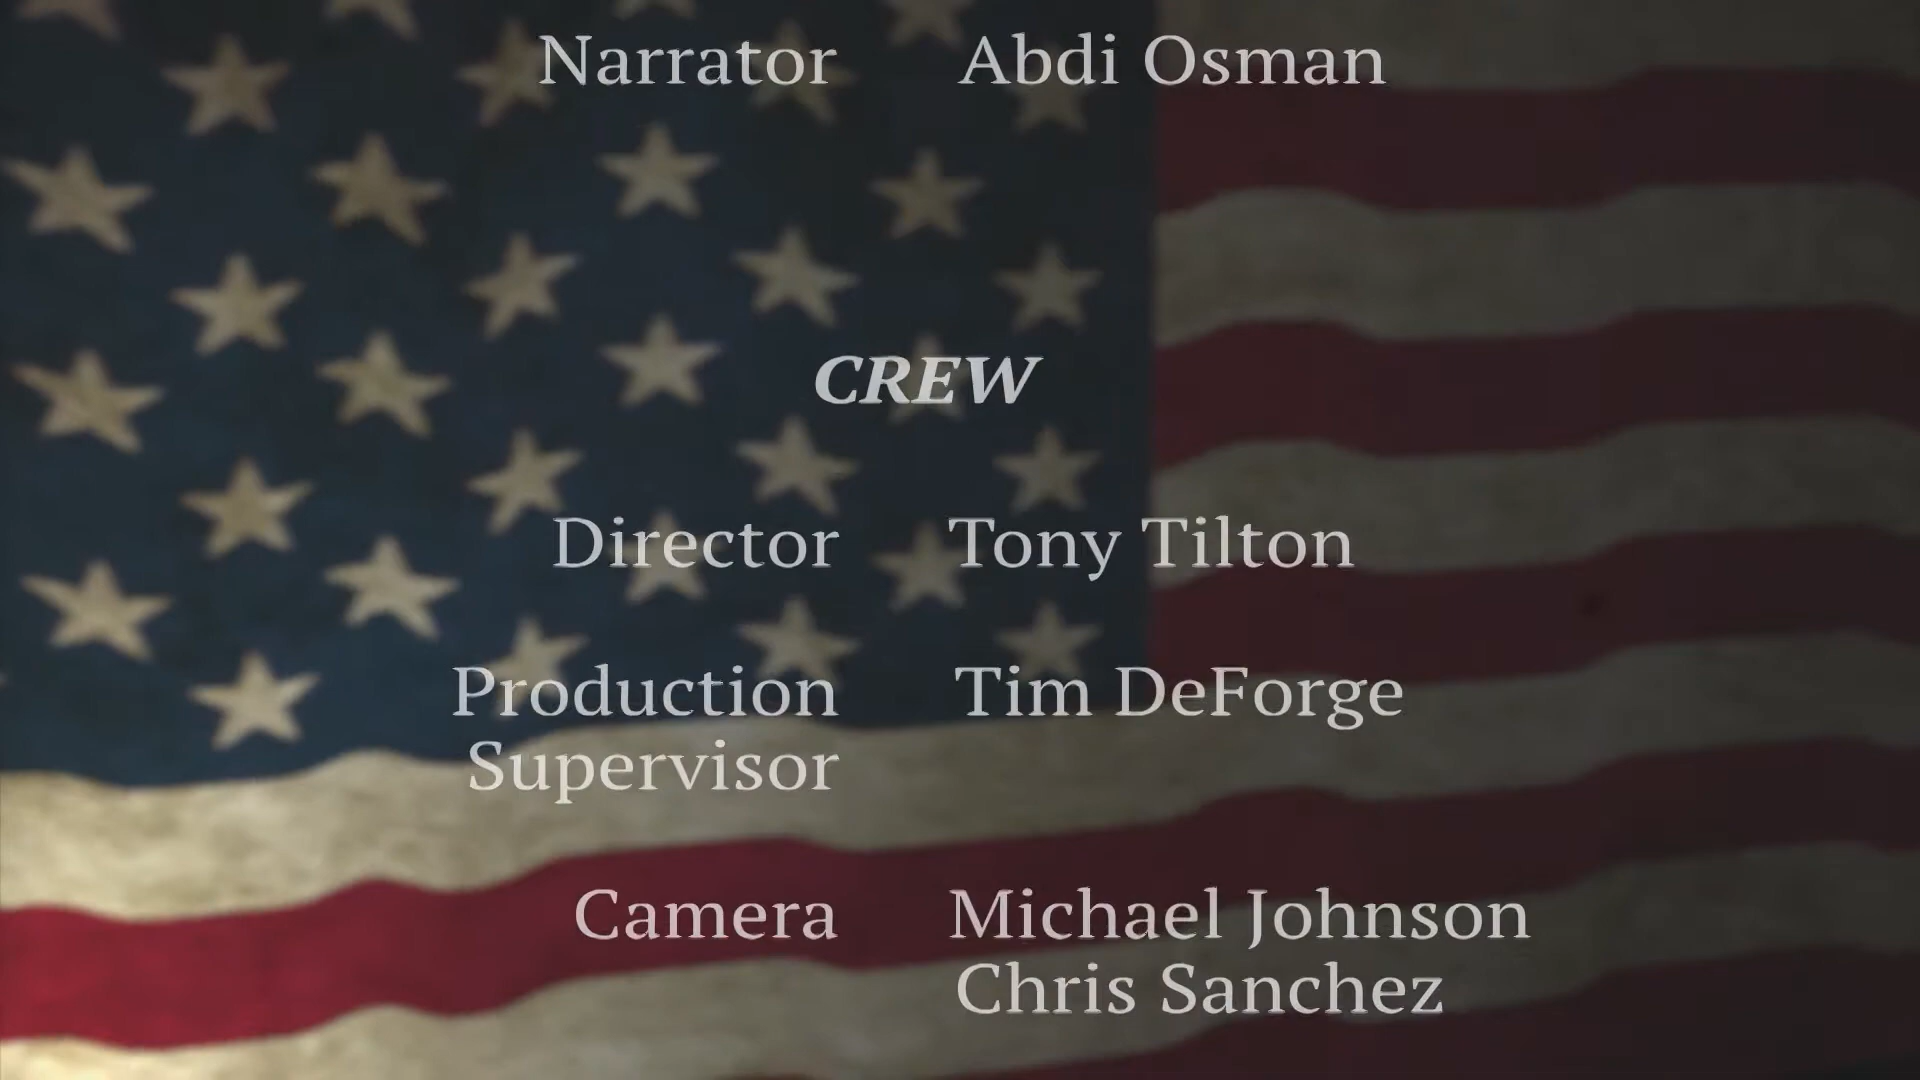 Narrator Abdi Osman
CREW
Director Tony Tilton
Production Tim DeForge
Supervisor
Camera Michael Johnson
Chris Sanchez